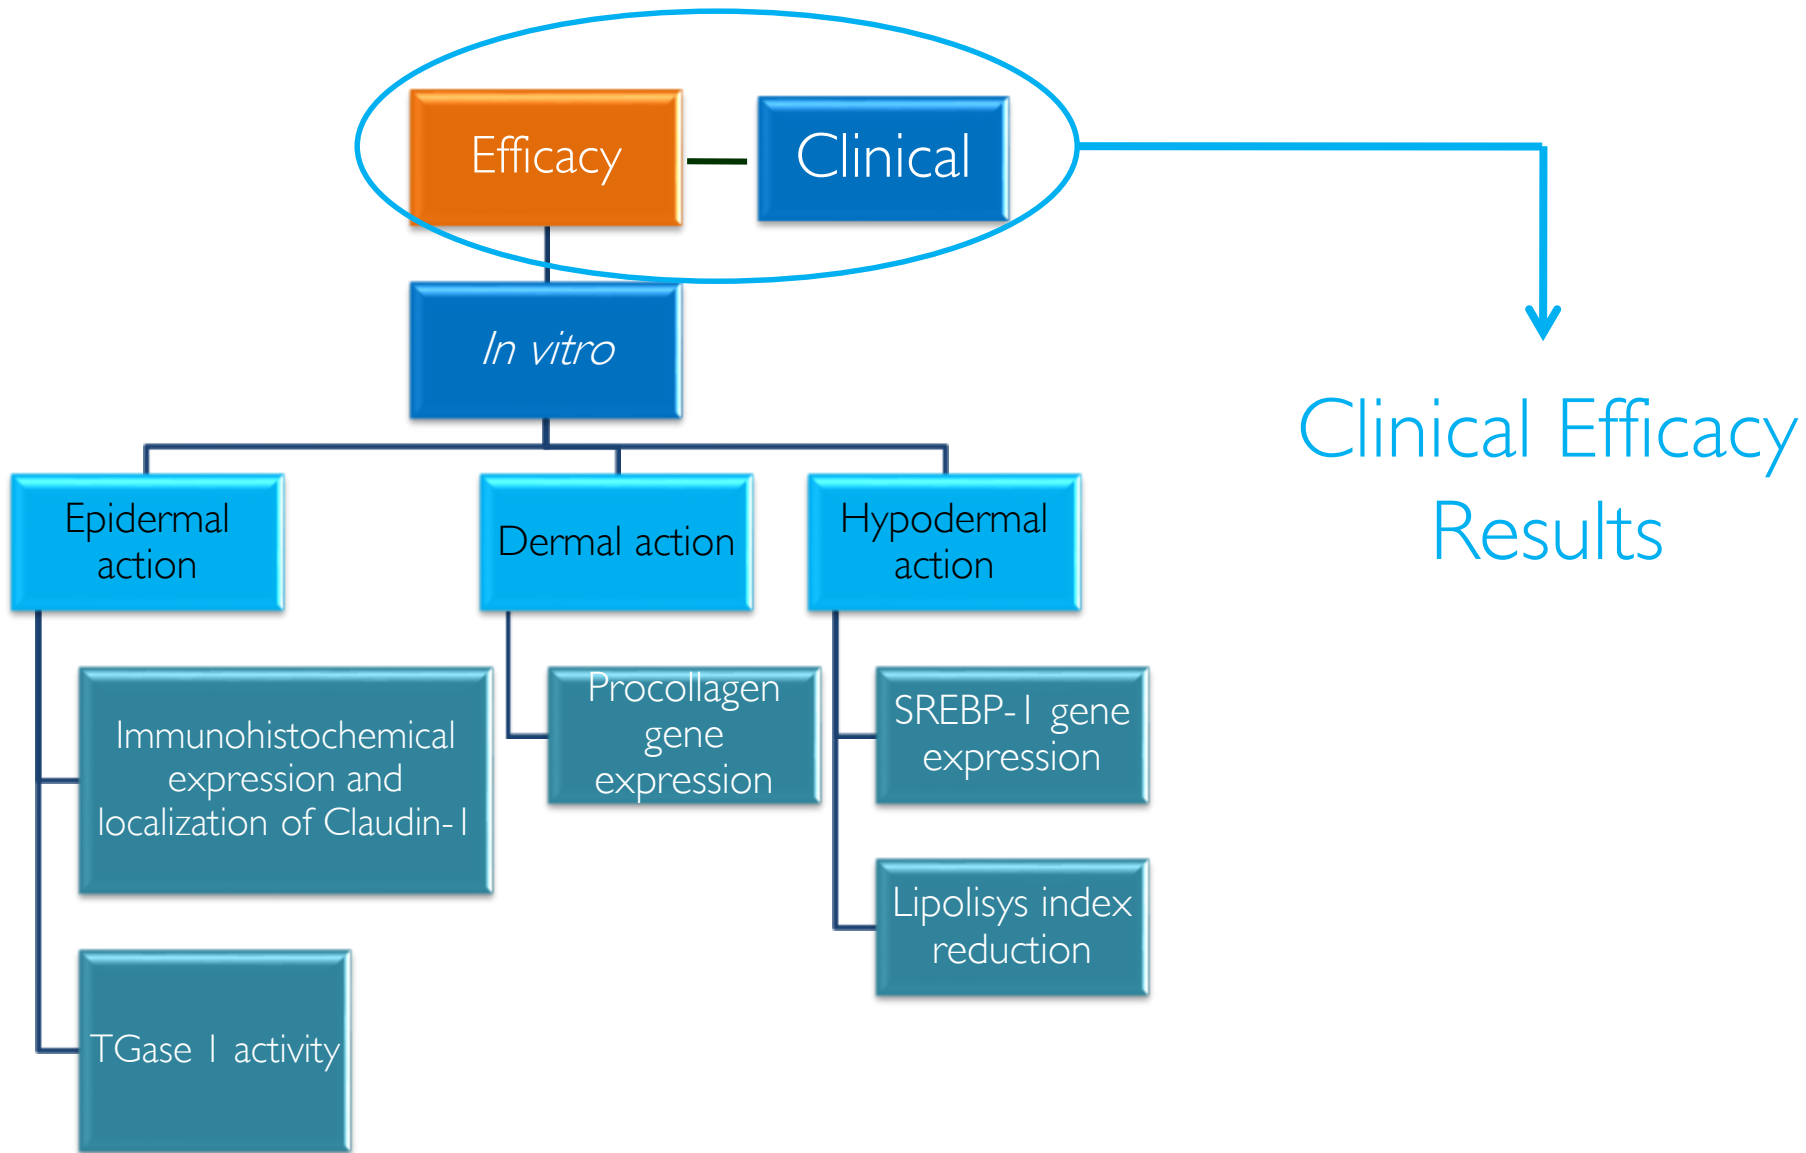 Efficacy
Clinical
In vitro
Clinical Efficacy
Results
Epidermal
action
Dermal action
Hypodermal
action
Immunohistochemical
expression and
localization of Claudin-1
Procollagen
gene
expression
SREBP-1 gene
expression
Lipolisys index
reduction
TGase 1 activity